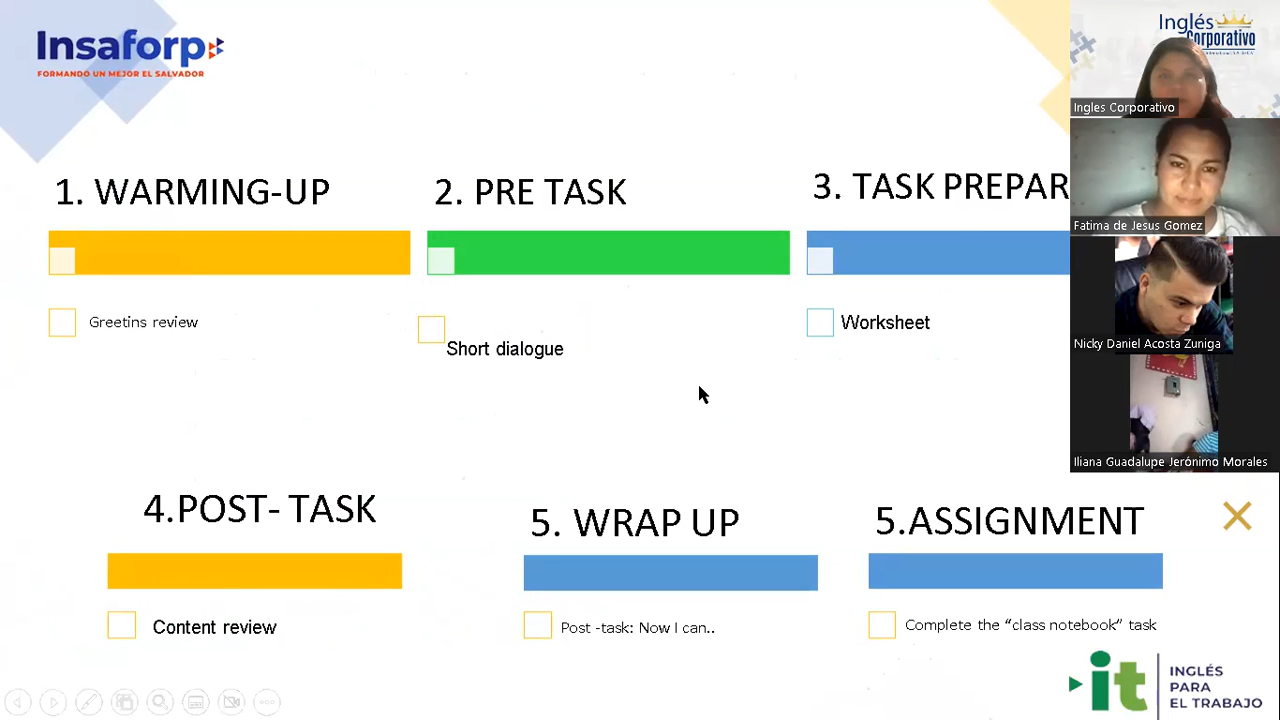 Insaforp
FORMANDO UN MEJOR EL SALVADOR
Inglés
Corporativo
Ingles Corporativo
1. WARMING-UP
2. PRE TASK
3. TASK PREPAR
Fatima de Jesus Gomez
Greetins review
Short dialogue
Worksheet
Nicky Daniel Acosta Zuniga
Iliana Guadalupe Jerónimo Morales
4.POST- TASK
5. WRAP UP
5.ASSIGNMENT
Content review
Post -task: Now I can..
Complete the “class notebook” task
it
INGLÉS
PARA
EL TRABAJO